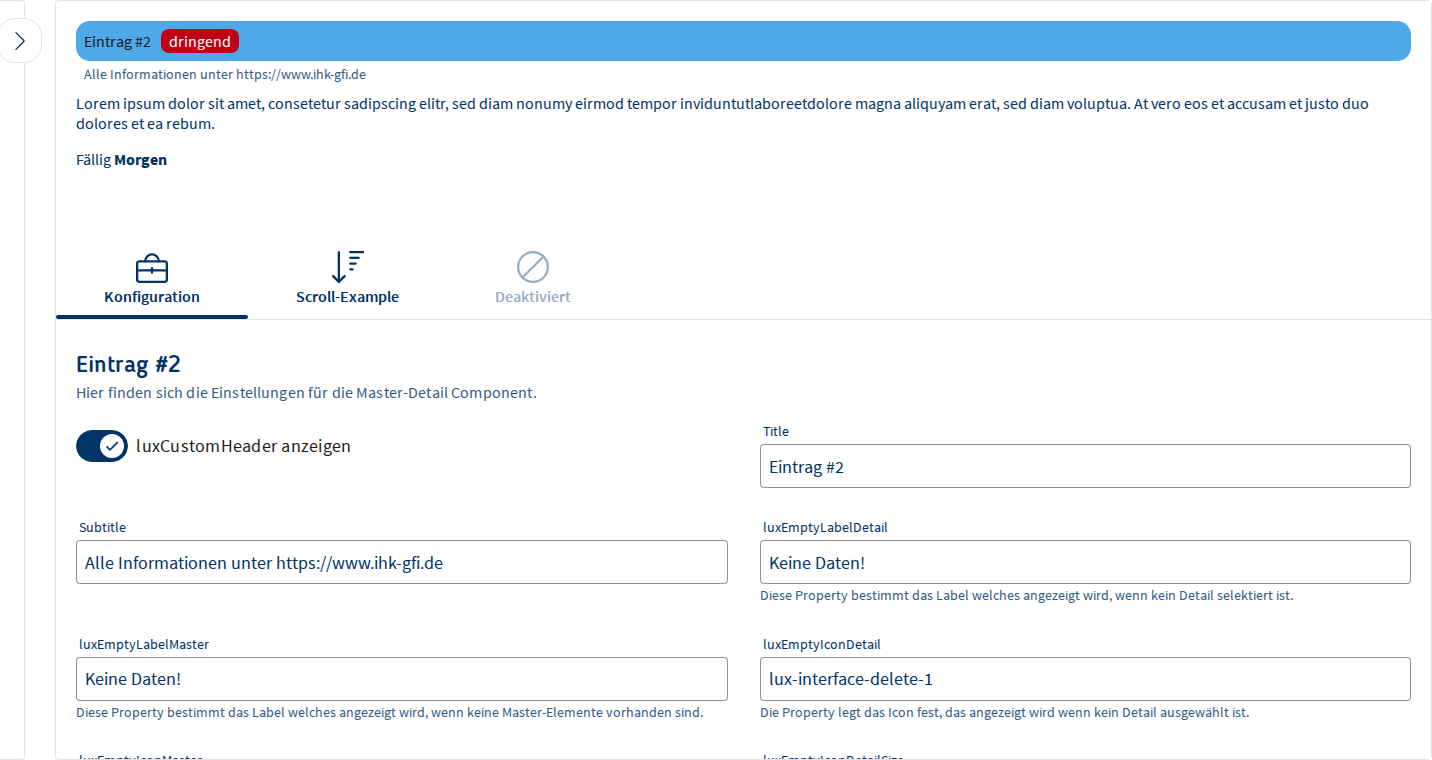 Eintrag #2 dringend
Alle Informationen unter https://www.ihk-gfi.de
Lorem ipsum dolor sit amet, consetetur sadipscing elitr, sed diam nonumy eirmod tempor inviduntutlaboreetdolore magna aliquyam erat, sed diam voluptua. At vero eos et accusam et justo duo
dolores et ea rebum.
Fällig Morgen
Konfiguration Scroll-Example Deaktiviert
Eintrag #2
Hier finden sich die Einstellungen für die Master-Detail Component.
luxCustomHeader anzeigen
Title
Eintrag #2
Subtitle
Alle Informationen unter https://www.ihk-gfi.de
luxEmptyLabelDetail
Keine Daten!
Diese Property bestimmt das Label welches angezeigt wird, wenn kein Detail selektiert ist.
luxEmptyLabelMaster
Keine Daten!
Diese Property bestimmt das Label welches angezeigt wird, wenn keine Master-Elemente vorhanden sind.
luxEmptyIconDetail
lux-interface-delete-1
Die Property legt das Icon fest, das angezeigt wird wenn kein Detail ausgewählt ist.
luxEmptyIconMaster
luxEmptyIconDetailSize